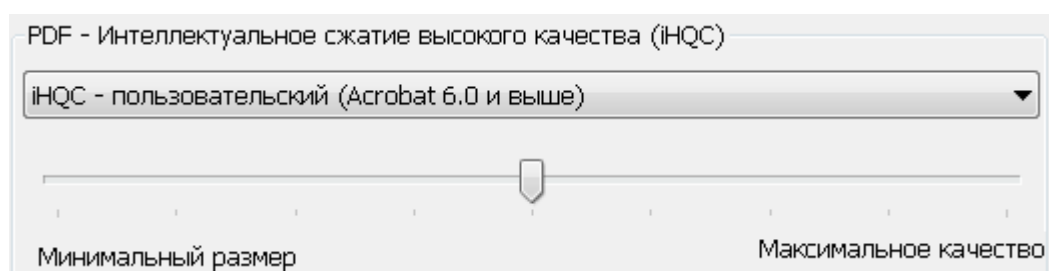 PDF - Интеллектуальное сжатие высокого качества (iHQC)
iHQC - пользовательский (Acrobat 6.0 и выше)
Минимальный размер
Максимальное качество